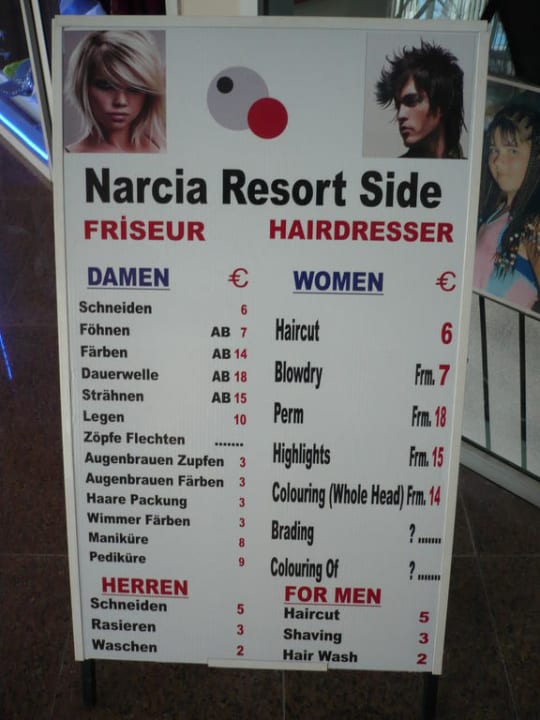 Narcia Resort Side
FRİSEUR
DAMEN €
Schneiden 6
Föhnen AB 7
Färben AB 14
Dauerwelle AB 18
Strähnen AB 15
Legen 10
Zöpfe Flechten .......
Augenbrauen Zupfen 3
Augenbrauen Färben 3
Haare Packung 3
Wimmer Färben 3
Maniküre 8
Pediküre 9
HERREN
Schneiden 5
Rasieren 3
Waschen 2
HAIRDRESSER
WOMEN €
Haircut 6
Blowdry Frm. 7
Perm Frm. 18
Highlights Frm. 15
Colouring (Whole Head) Frm. 14
Brading ? .......
Colouring Of ? .......
FOR MEN
Haircut 5
Shaving 3
Hair Wash 2